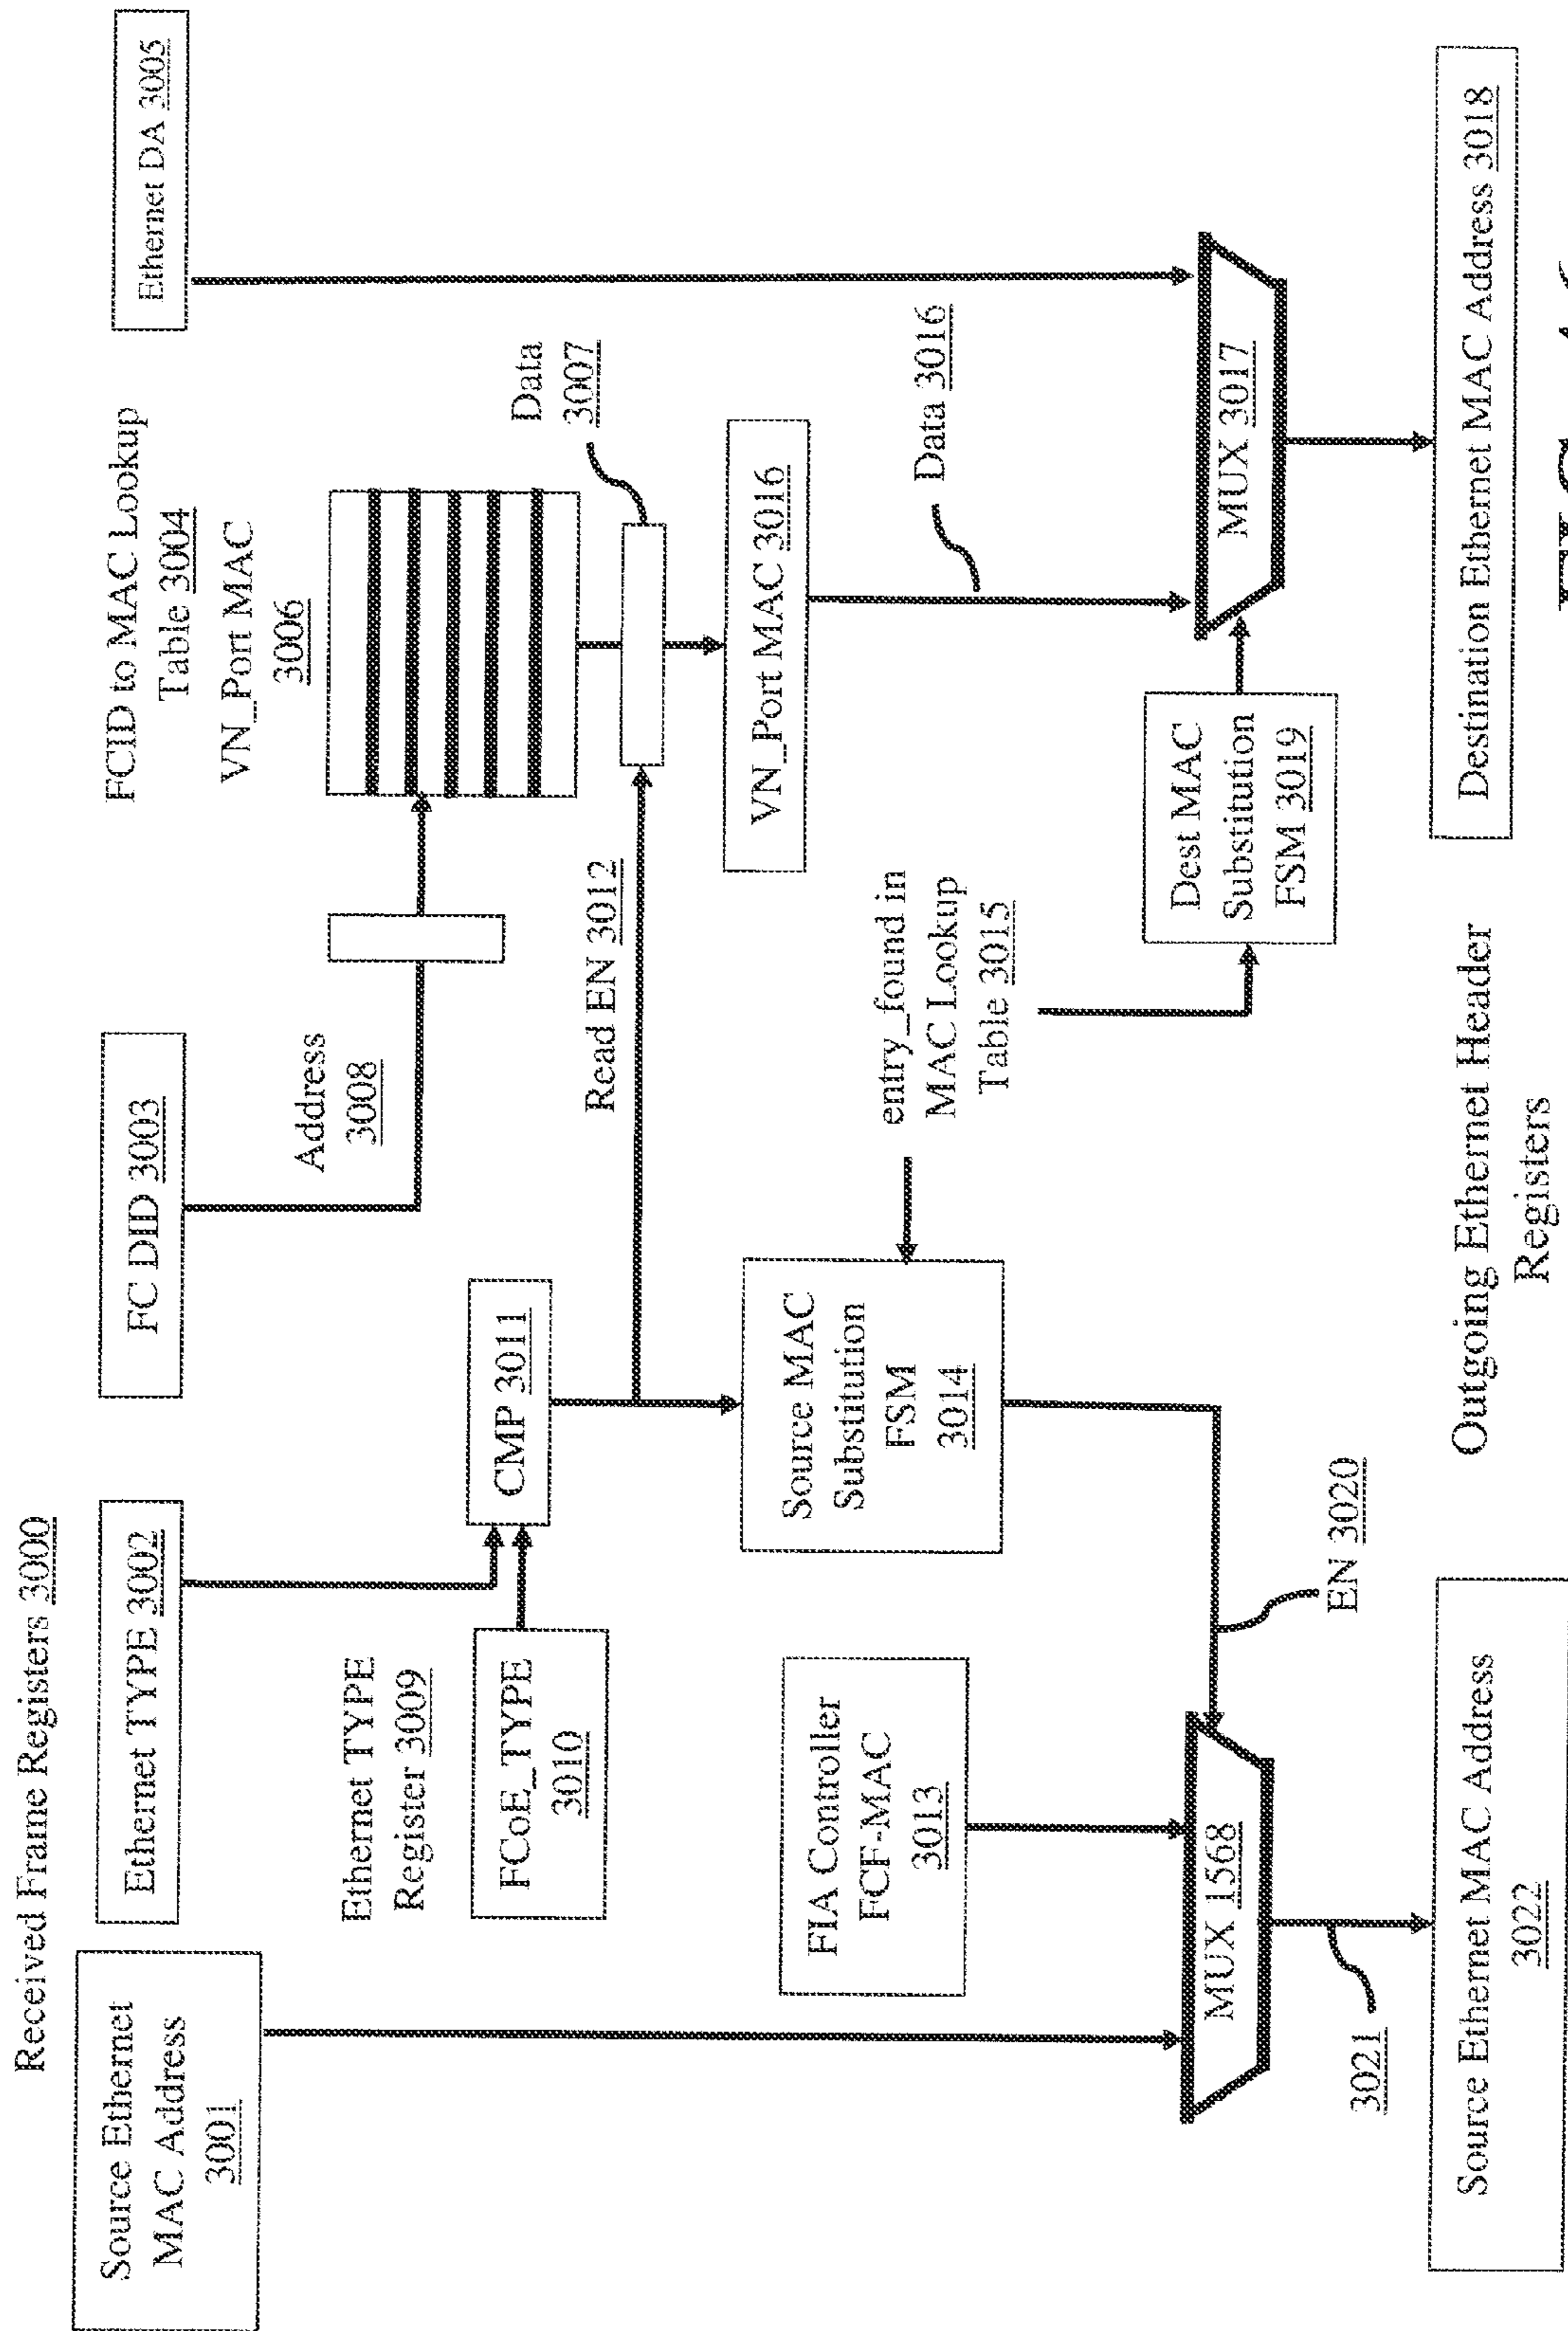 Received Frame Registers 3000
Source Ethernet
MAC Address
3001
Ethernet TYPE 3002
FC DID 3003
FCID to MAC Lookup
Table 3004
VN_Port MAC
3006
Ethernet DA 3005
Ethernet TYPE
Register 3009
FCoE_TYPE
3010
CMP 3011
Address
3008
Read EN 3012
Data
3007
VN_Port MAC 3016
FIA Controller
FCF-MAC
3013
Source MAC
Substitution
FSM
3014
entry_found in
MAC Lookup
Table 3015
Data 3016
Dest MAC
Substitution
FSM 3019
MUX 1568
MUX 3017
EN 3020
3021
Source Ethernet MAC Address
3022
Outgoing Ethernet Header
Registers
Destination Ethernet MAC Address 3018